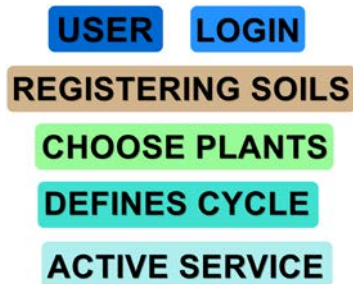 USER LOGIN
REGISTERING SOILS
CHOOSE PLANTS
DEFINES CYCLE
ACTIVE SERVICE